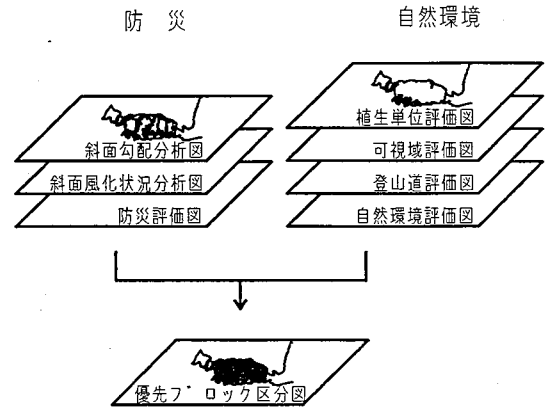 防災
自然環境
斜面勾配分析図
斜面風化状況分析図
防災評価図
植生単位評価図
可視域評価図
登山道評価図
自然環境評価図
優先ブロック区分図